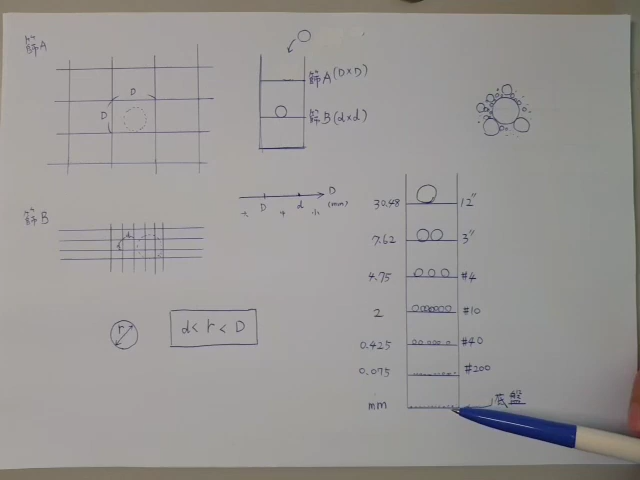 篩A
D
D
篩A(D×D)
篩B(d×d)
D
(mm)
大 D 中 d 小
篩B
d
d
r
d < r < D
30.48 12"
7.62 3"
4.75 #4
2 #10
0.425 #40
0.075 #200
mm 底盤